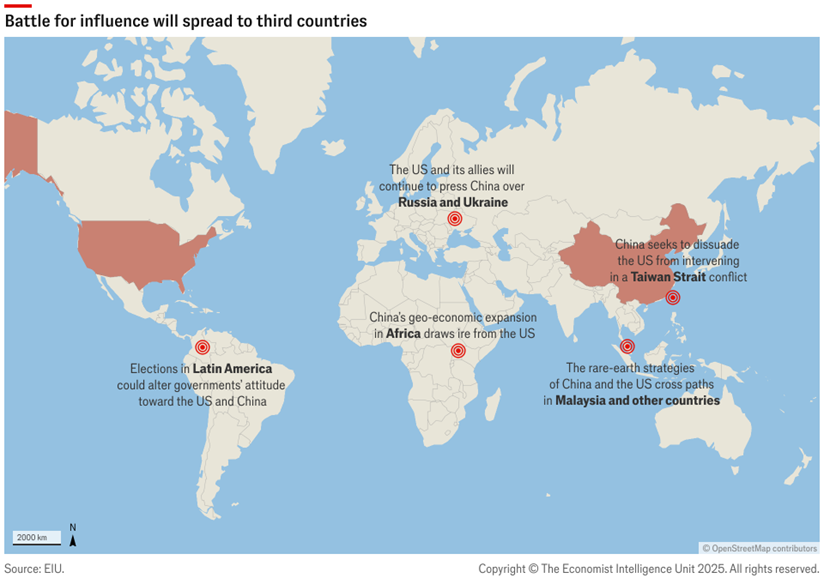 Battle for influence will spread to third countries
The US and its allies will
continue to press China over
Russia and Ukraine
China seeks to dissuade
the US from intervening
in a Taiwan Strait conflict
China's geo-economic expansion
in Africa draws ire from the US
Elections in Latin America
could alter governments' attitude
toward the US and China
The rare-earth strategies
of China and the US cross paths
in Malaysia and other countries
2000 km
N
© OpenStreetMap contributors
Source: EIU.
Copyright © The Economist Intelligence Unit 2025. All rights reserved.